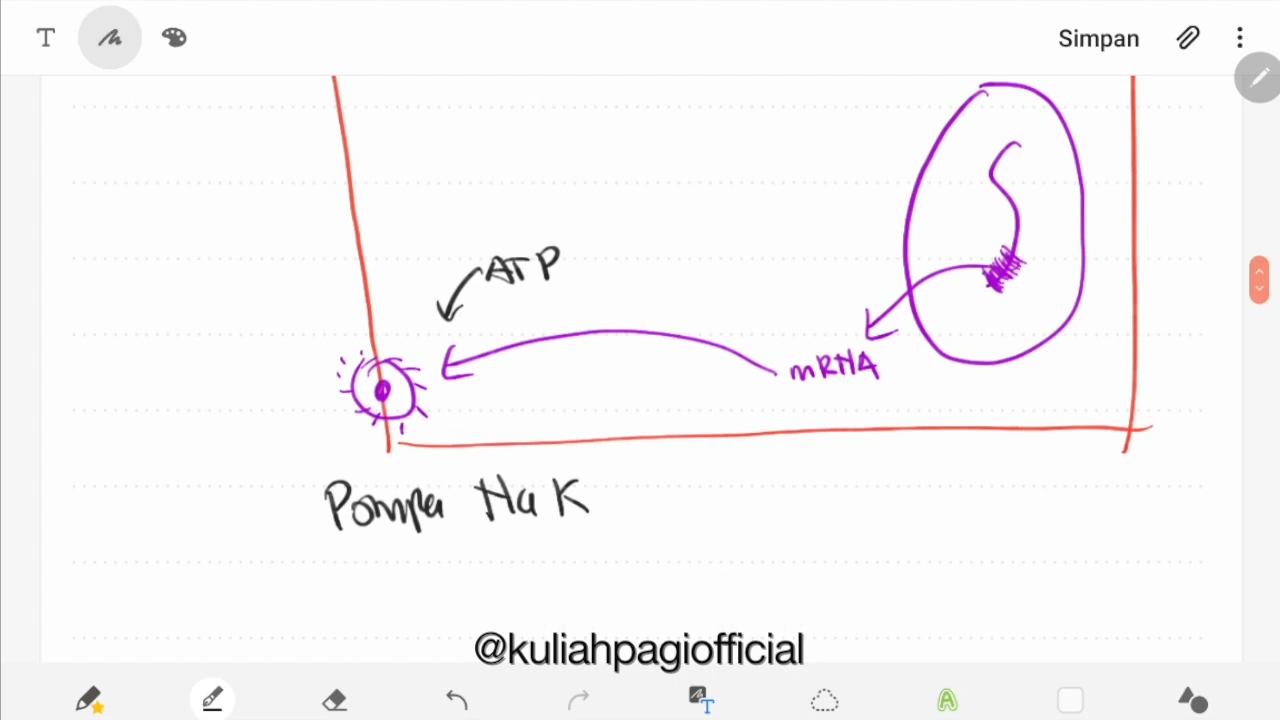 T
Simpan
ATP
mRNA
Pompa Na K
@kuliahpagiofficial
T
A